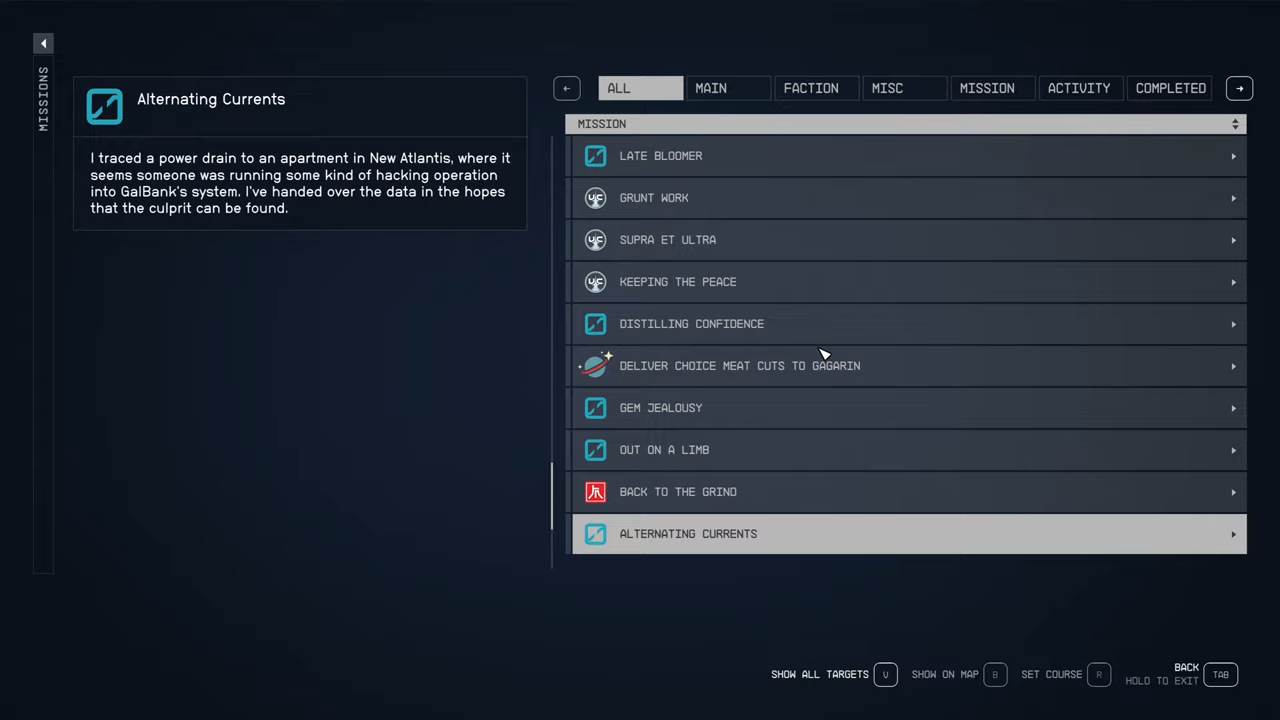 MISSIONS
Alternating Currents
I traced a power drain to an apartment in New Atlantis, where it
seems someone was running some kind of hacking operation
into GalBank's system. I've handed over the data in the hopes
that the culprit can be found.
ALL MAIN FACTION MISC MISSION ACTIVITY COMPLETED
MISSION
LATE BLOOMER
UC GRUNT WORK
UC SUPRA ET ULTRA
UC KEEPING THE PEACE
DISTILLING CONFIDENCE
DELIVER CHOICE MEAT CUTS TO GAGARIN
GEM JEALOUSY
OUT ON A LIMB
BACK TO THE GRIND
ALTERNATING CURRENTS
SHOW ALL TARGETS V SHOW ON MAP B SET COURSE R BACK TAB
HOLD TO EXIT